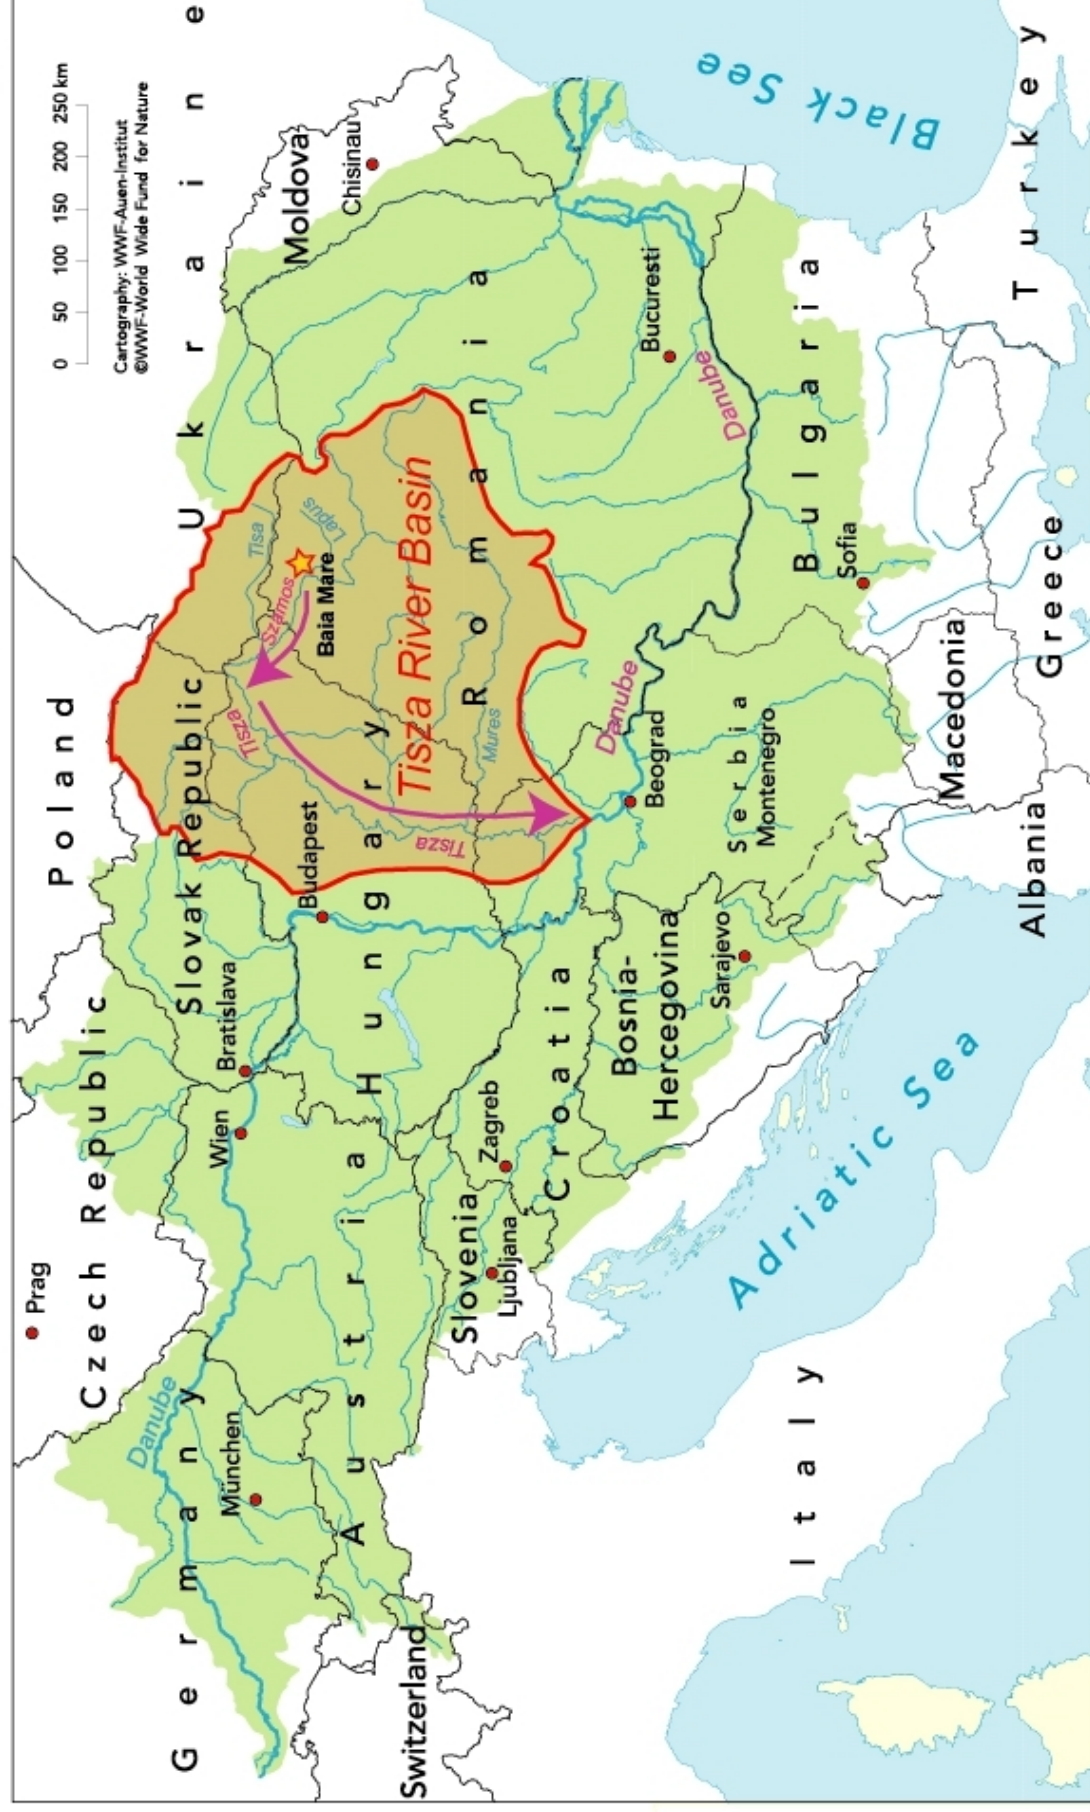 0 50 100 150 200 250 km
Cartography: WWF-Auen-Institut
©WWF-World Wide Fund for Nature
Prag
Poland
Czech Republic
Germany
Danube
Slovak Republic
Ukraine
München
Wien
Bratislava
Tisza
Tisa
Szamos
Lapus
Baia Mare
Moldova
Chisinau
Budapest
Austria
Hungary
Switzerland
Tisza River Basin
Tisza
Mures
Romania
Slovenia
Ljubljana
Zagreb
Croatia
Danube
Beograd
Bucuresti
Danube
Black See
Bosnia-
Hercegovina
Sarajevo
Serbia
Montenegro
Bulgaria
Sofia
Italy
Adriatic Sea
Macedonia
Albania
Greece
Turkey